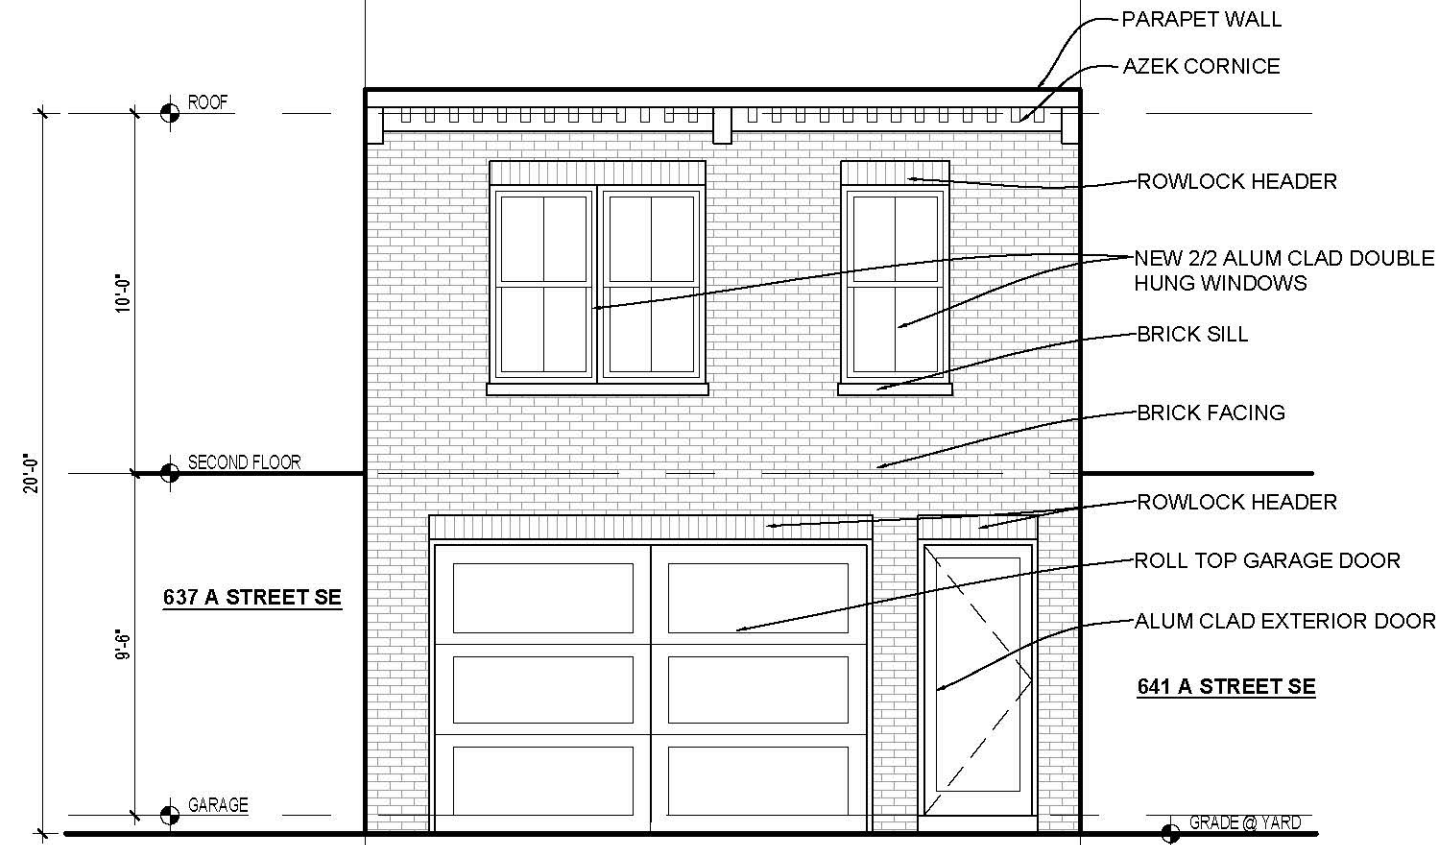 PARAPET WALL
AZEK CORNICE
ROOF
ROWLOCK HEADER
NEW 2/2 ALUM CLAD DOUBLE
HUNG WINDOWS
10'-0"
BRICK SILL
BRICK FACING
SECOND FLOOR
20'-0"
ROWLOCK HEADER
ROLL TOP GARAGE DOOR
637 A STREET SE
ALUM CLAD EXTERIOR DOOR
9'-6"
641 A STREET SE
GARAGE
GRADE @ YARD